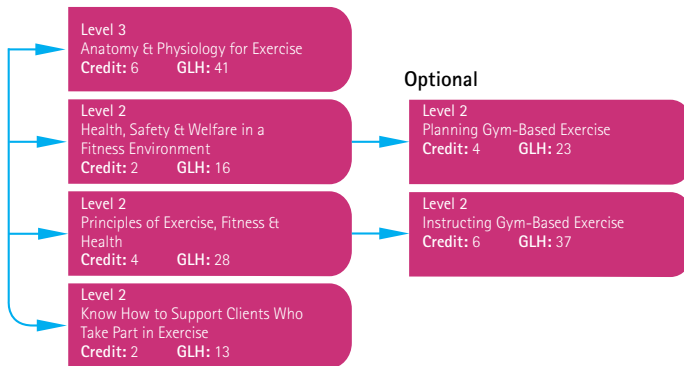 Level 3
Anatomy & Physiology for Exercise
Credit: 6 GLH: 41
Level 2
Health, Safety & Welfare in a
Fitness Environment
Credit: 2 GLH: 16
Level 2
Principles of Exercise, Fitness &
Health
Credit: 4 GLH: 28
Level 2
Know How to Support Clients Who
Take Part in Exercise
Credit: 2 GLH: 13
Optional
Level 2
Planning Gym-Based Exercise
Credit: 4 GLH: 23
Level 2
Instructing Gym-Based Exercise
Credit: 6 GLH: 37